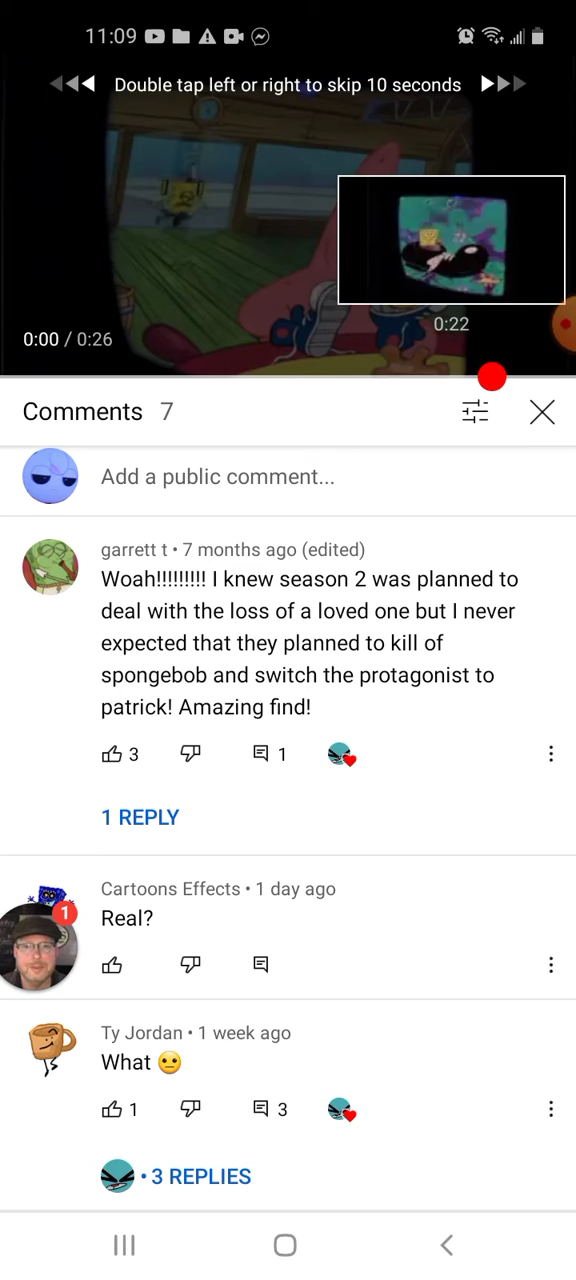 11:09
Double tap left or right to skip 10 seconds
0:22
0:00 / 0:26
Comments 7
Add a public comment...
garrett t • 7 months ago (edited)
Woah!!!!!!!!! I knew season 2 was planned to
deal with the loss of a loved one but I never
expected that they planned to kill of
spongebob and switch the protagonist to
patrick! Amazing find!
3 1
1 REPLY
Cartoons Effects • 1 day ago
1
Real?
Ty Jordan • 1 week ago
What 😐
1 3
• 3 REPLIES